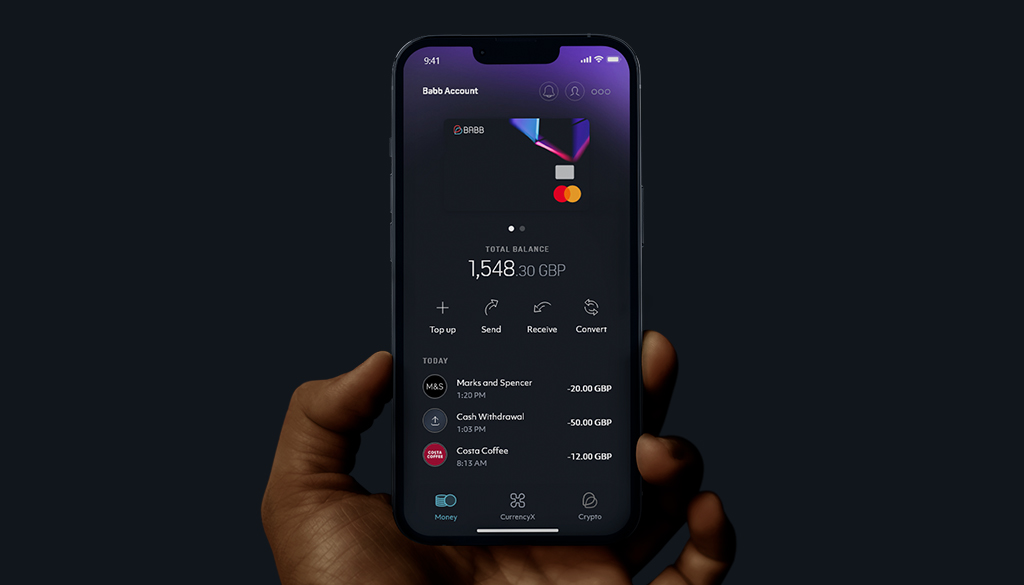 9:41
Babb Account
BABB
TOTAL BALANCE
1,548.30 GBP
Top up Send Receive Convert
TODAY
M&S Marks and Spencer -20.00 GBP
1:20 PM
Cash Withdrawal -50.00 GBP
1:03 PM
COSTA COFFEE Costa Coffee -12.00 GBP
8:13 AM
Money CurrencyX Crypto